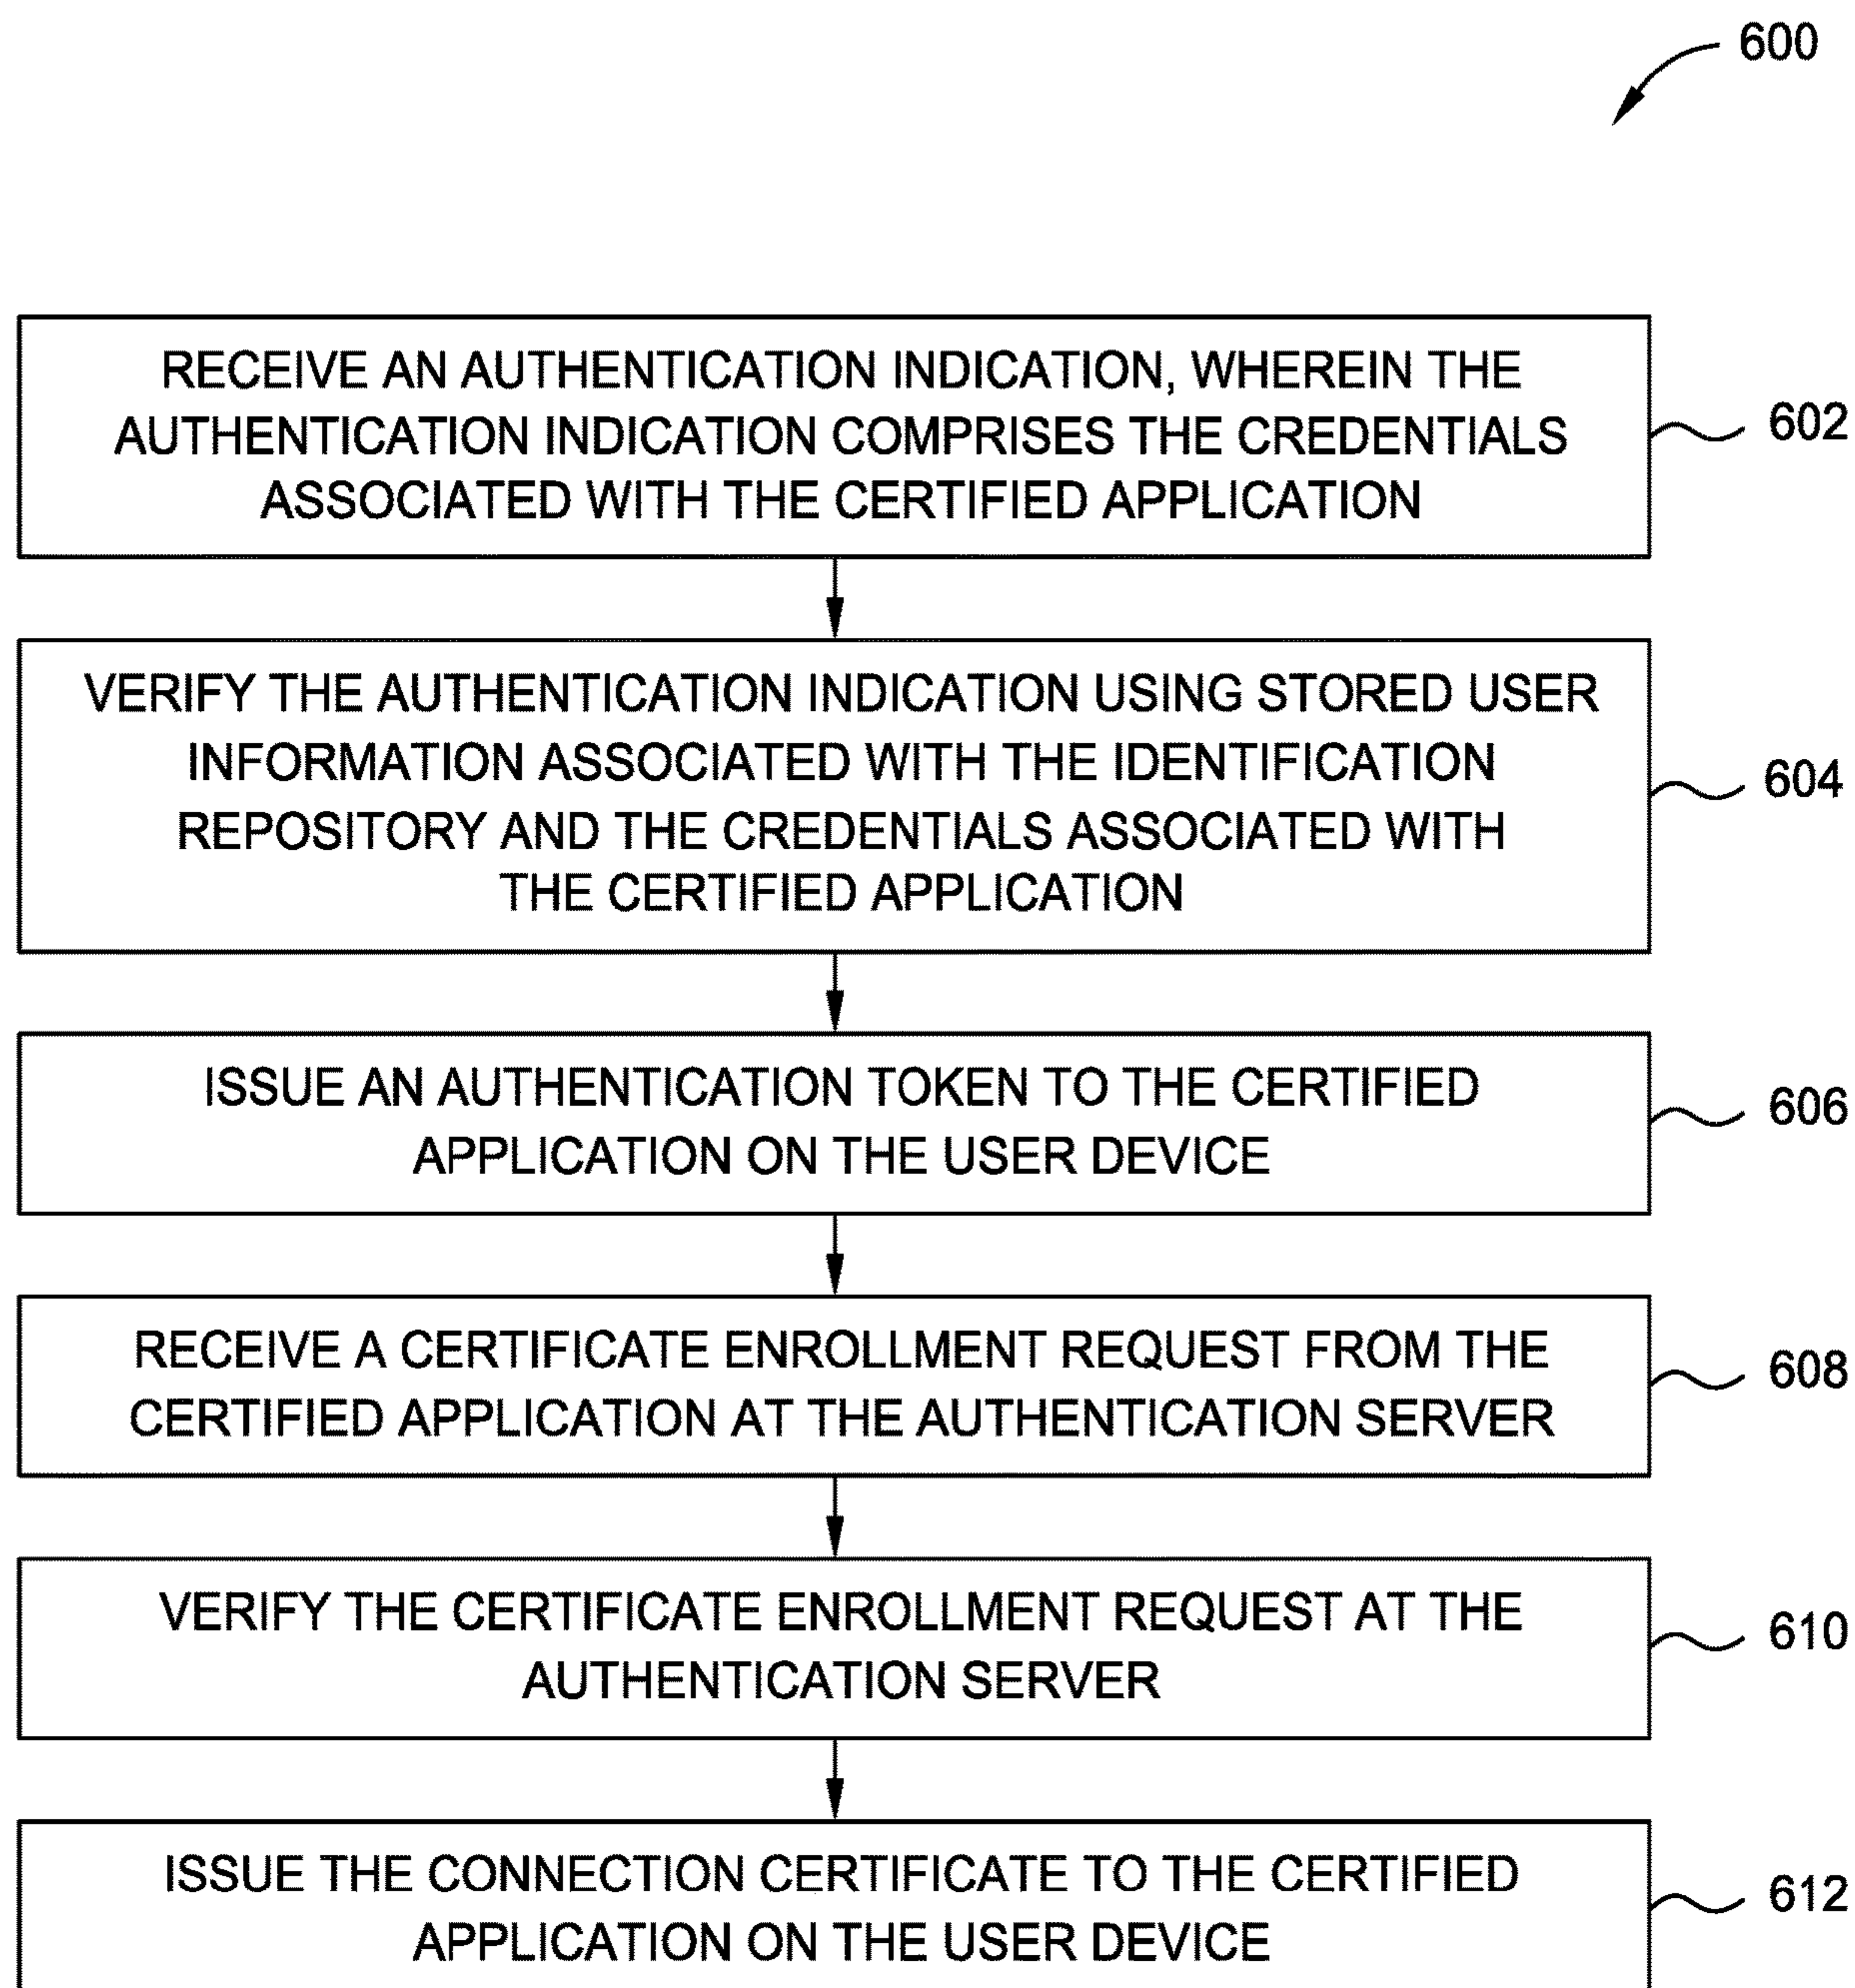 600
RECEIVE AN AUTHENTICATION INDICATION, WHEREIN THE
AUTHENTICATION INDICATION COMPRISES THE CREDENTIALS
ASSOCIATED WITH THE CERTIFIED APPLICATION
602
VERIFY THE AUTHENTICATION INDICATION USING STORED USER
INFORMATION ASSOCIATED WITH THE IDENTIFICATION
REPOSITORY AND THE CREDENTIALS ASSOCIATED WITH
THE CERTIFIED APPLICATION
604
ISSUE AN AUTHENTICATION TOKEN TO THE CERTIFIED
APPLICATION ON THE USER DEVICE
606
RECEIVE A CERTIFICATE ENROLLMENT REQUEST FROM THE
CERTIFIED APPLICATION AT THE AUTHENTICATION SERVER
608
VERIFY THE CERTIFICATE ENROLLMENT REQUEST AT THE
AUTHENTICATION SERVER
610
ISSUE THE CONNECTION CERTIFICATE TO THE CERTIFIED
APPLICATION ON THE USER DEVICE
612